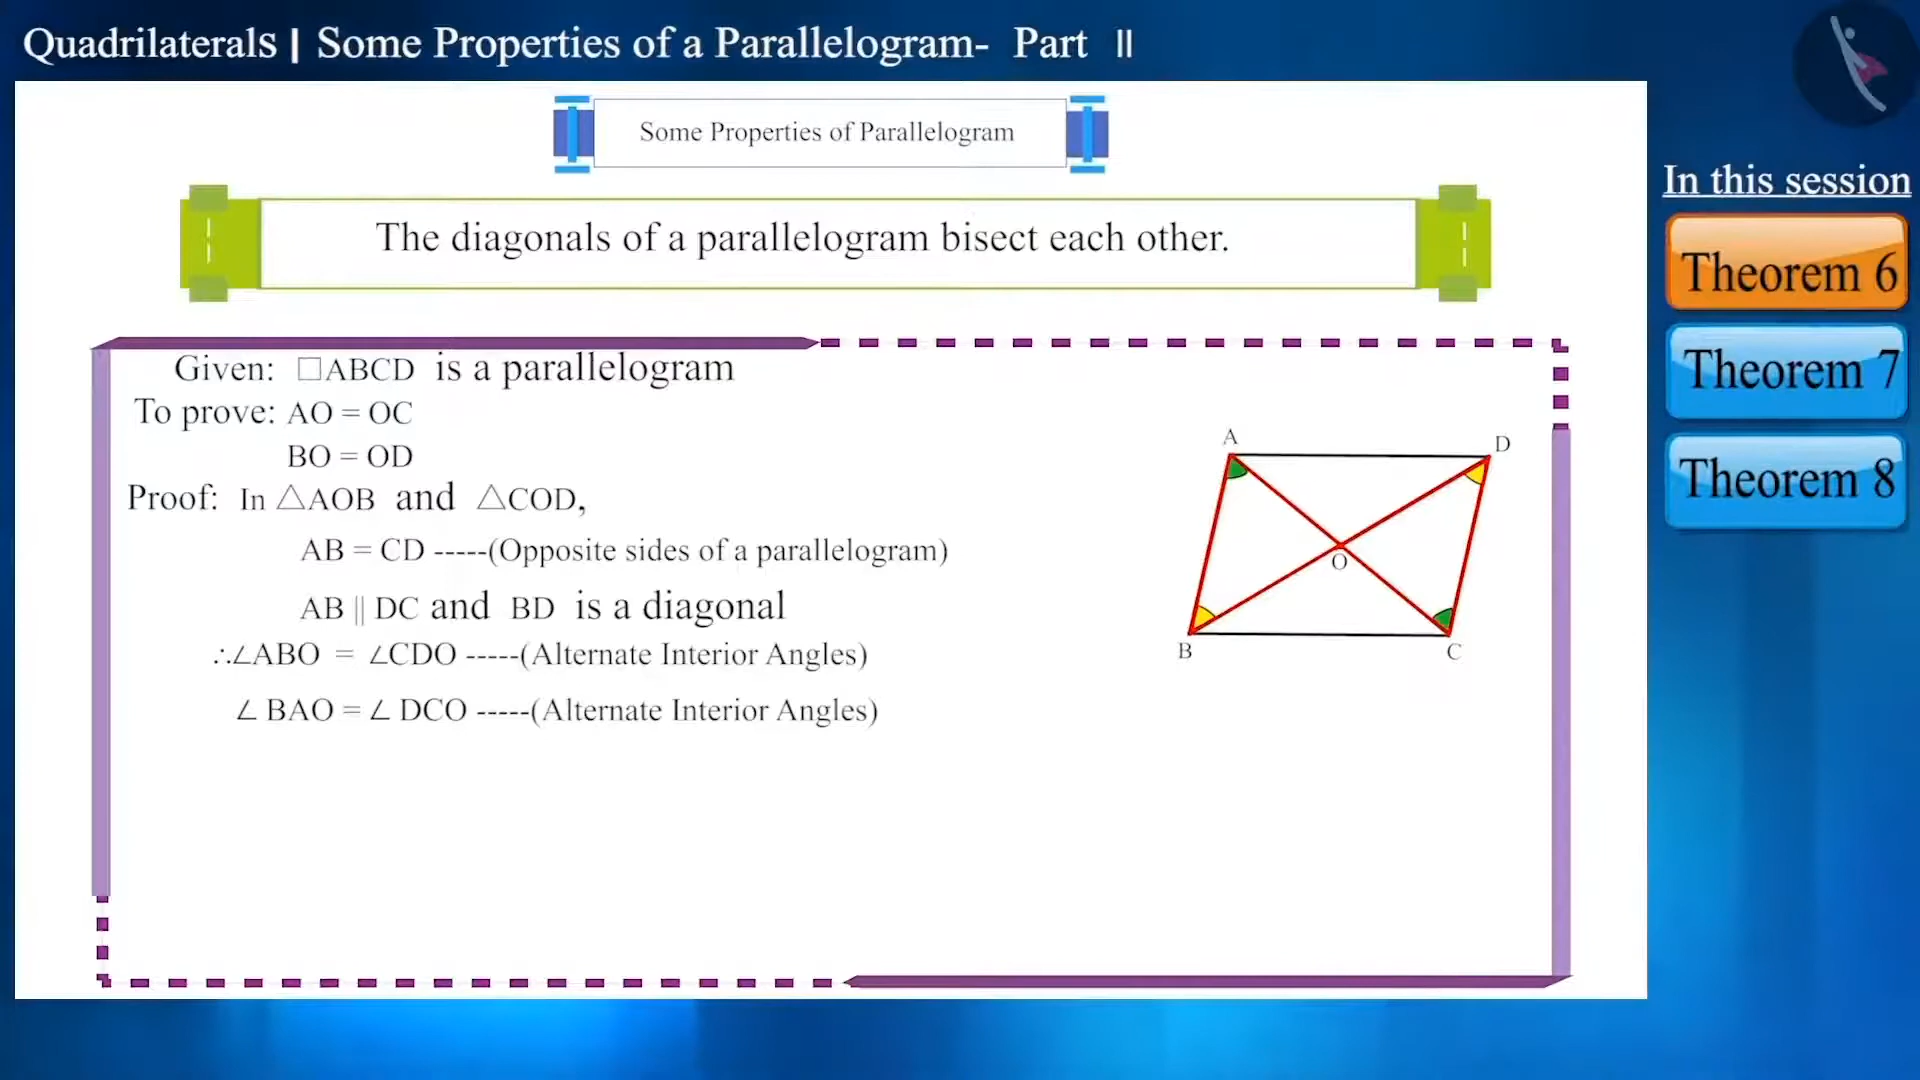 Quadrilaterals | Some Properties of a Parallelogram- Part II
Some Properties of Parallelogram
The diagonals of a parallelogram bisect each other.
Given: □ABCD is a parallelogram
To prove: AO = OC
BO = OD
Proof: In △AOB and △COD,
AB = CD -----(Opposite sides of a parallelogram)
AB || DC and BD is a diagonal
∴∠ABO = ∠CDO -----(Alternate Interior Angles)
∠ BAO = ∠ DCO -----(Alternate Interior Angles)
A
D
O
B
C
In this session
Theorem 6
Theorem 7
Theorem 8